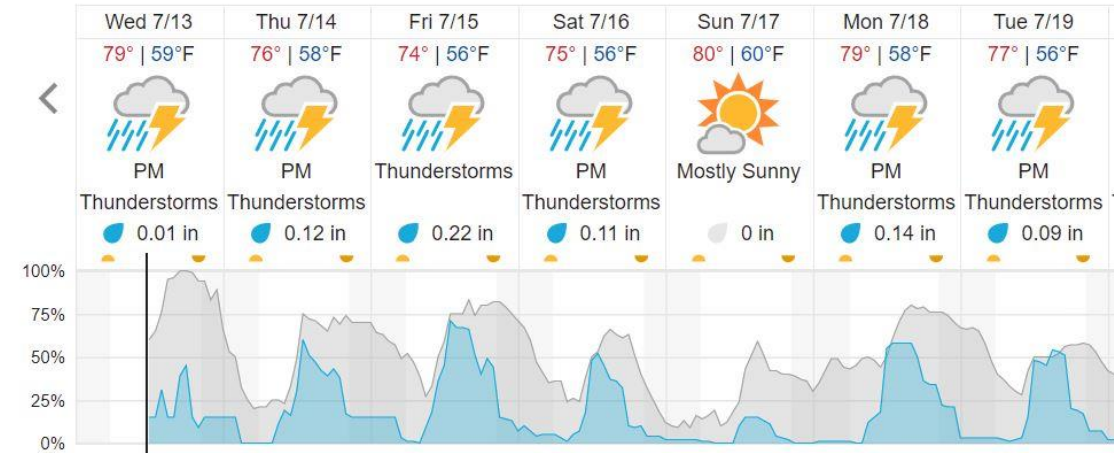 Wed 7/13 Thu 7/14 Fri 7/15 Sat 7/16 Sun 7/17 Mon 7/18 Tue 7/19
79° | 59°F 76° | 58°F 74° | 56°F 75° | 56°F 80° | 60°F 79° | 58°F 77° | 56°F
PM PM Thunderstorms PM Mostly Sunny PM PM
Thunderstorms Thunderstorms Thunderstorms Thunderstorms Thunderstorms
0.01 in 0.12 in 0.22 in 0.11 in 0 in 0.14 in 0.09 in
100%
75%
50%
25%
0%